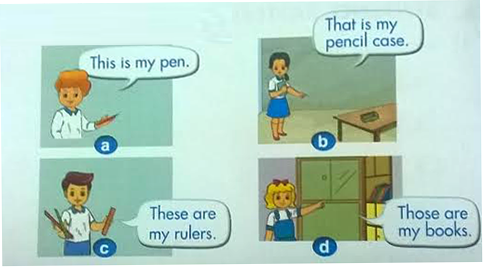 This is my pen.
a
That is my
pencil case.
b
These are
my rulers.
c
Those are
my books.
d